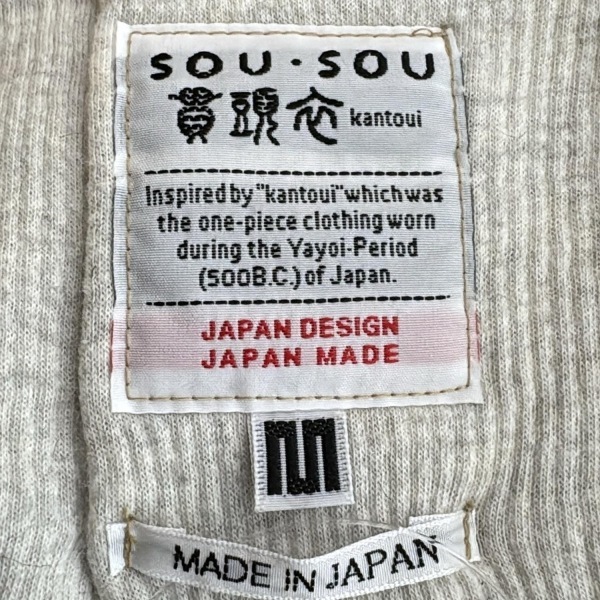 SOU・SOU
貫頭衣 kantoui
Inspired by "kantoui" which was
the one-piece clothing worn
during the Yayoi-Period
(500B.C.) of Japan.
JAPAN DESIGN
JAPAN MADE
M
MADE IN JAPAN